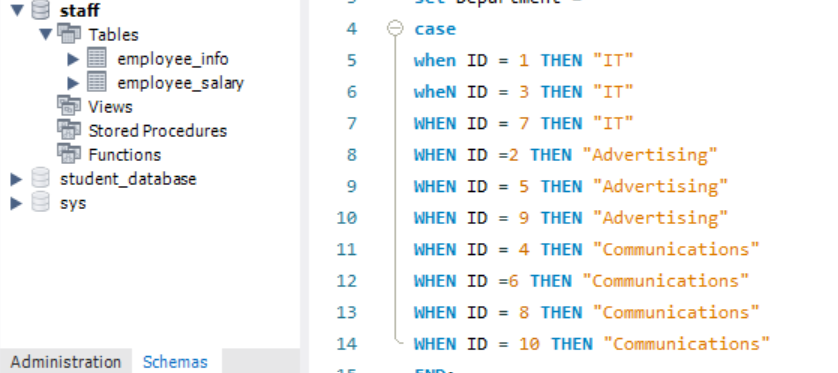 staff
Tables
employee_info
employee_salary
Views
Stored Procedures
Functions
student_database
sys
Administration Schemas
set Department =
4 case
5 when ID = 1 THEN "IT"
6 wheN ID = 3 THEN "IT"
7 WHEN ID = 7 THEN "IT"
8 WHEN ID =2 THEN "Advertising"
9 WHEN ID = 5 THEN "Advertising"
10 WHEN ID = 9 THEN "Advertising"
11 WHEN ID = 4 THEN "Communications"
12 WHEN ID =6 THEN "Communications"
13 WHEN ID = 8 THEN "Communications"
14 WHEN ID = 10 THEN "Communications"
15 END;